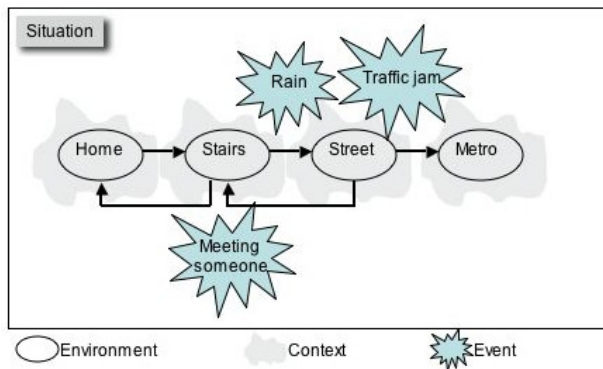 Situation
Rain
Traffic jam
Home
Stairs
Street
Metro
Meeting
someone
Environment
Context
Event